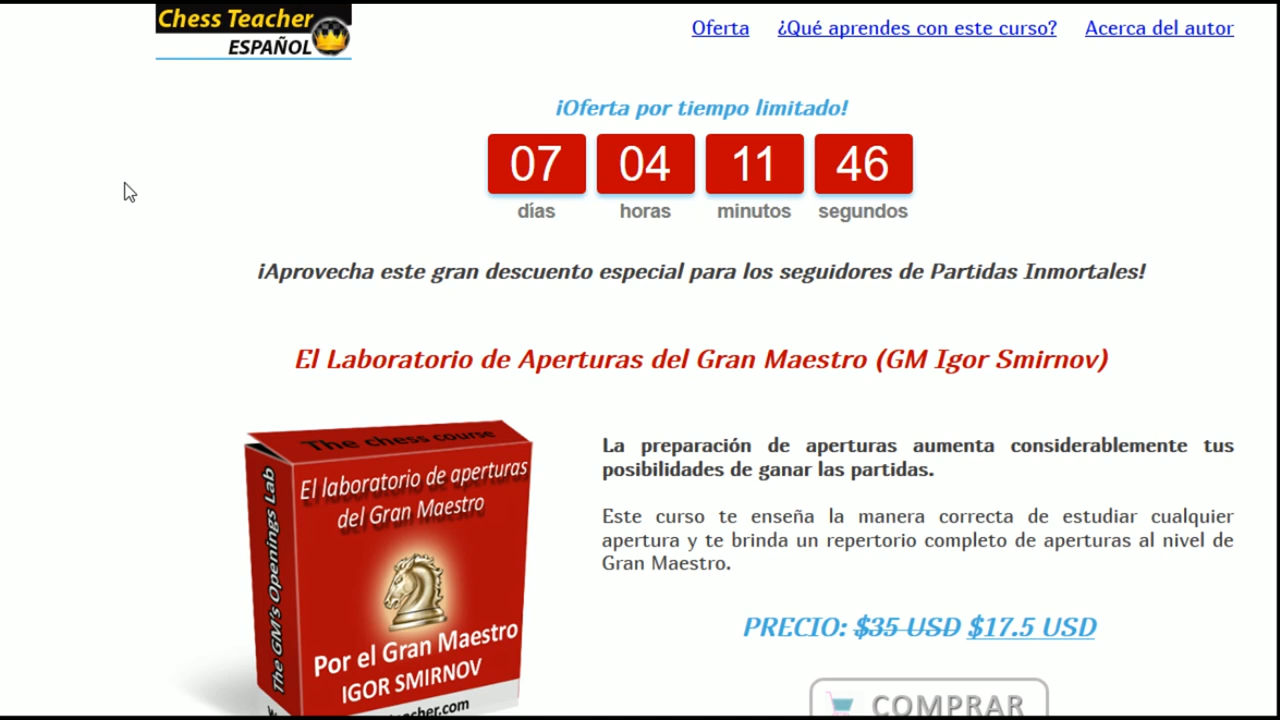 Chess Teacher
ESPAÑOL
Oferta ¿Qué aprendes con este curso? Acerca del autor
¡Oferta por tiempo limitado!
07 04 11 46
días horas minutos segundos
¡Aprovecha este gran descuento especial para los seguidores de Partidas Inmortales!
El Laboratorio de Aperturas del Gran Maestro (GM Igor Smirnov)
The chess course
El laboratorio de aperturas
del Gran Maestro
The GM's Openings Lab
Por el Gran Maestro
IGOR SMIRNOV
teacher.com
La preparación de aperturas aumenta considerablemente tus
posibilidades de ganar las partidas.
Este curso te enseña la manera correcta de estudiar cualquier
apertura y te brinda un repertorio completo de aperturas al nivel de
Gran Maestro.
PRECIO: $35 USD $17.5 USD
COMPRAR